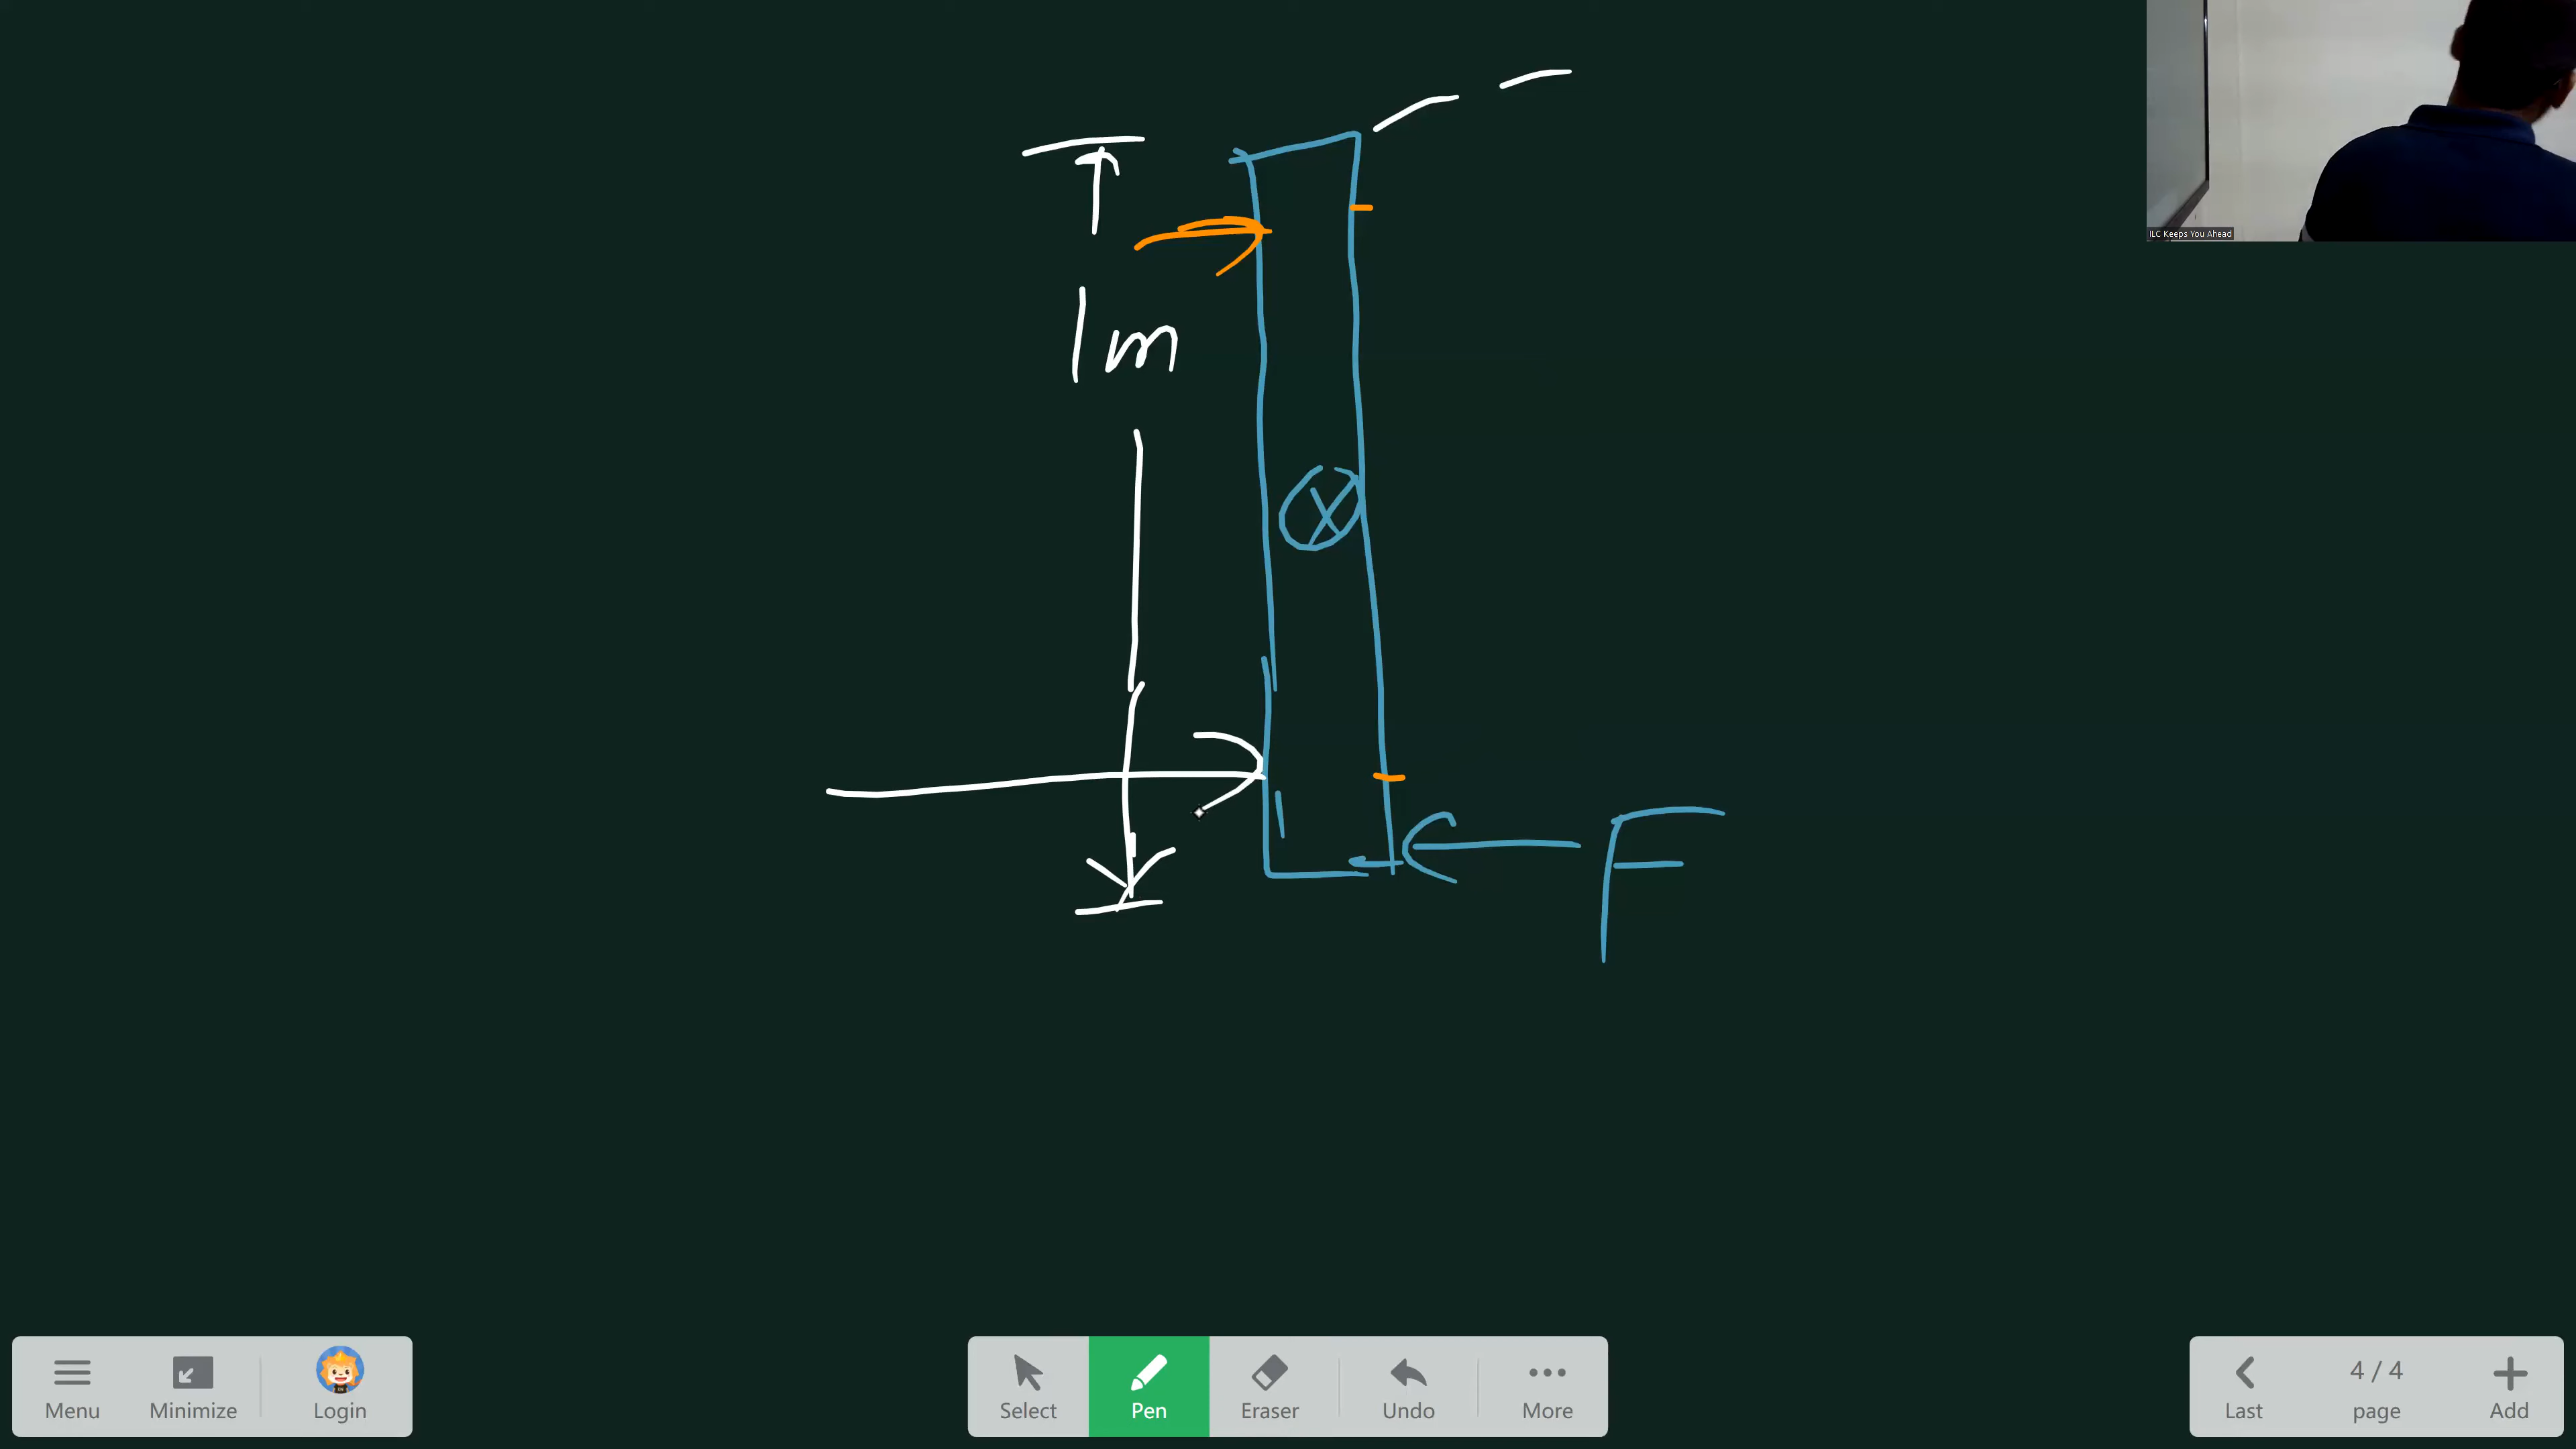 ILC Keeps You Ahead
1m
F
Menu
Minimize
Login
Select
Pen
Eraser
Undo
More
Last
4 / 4
page
Add